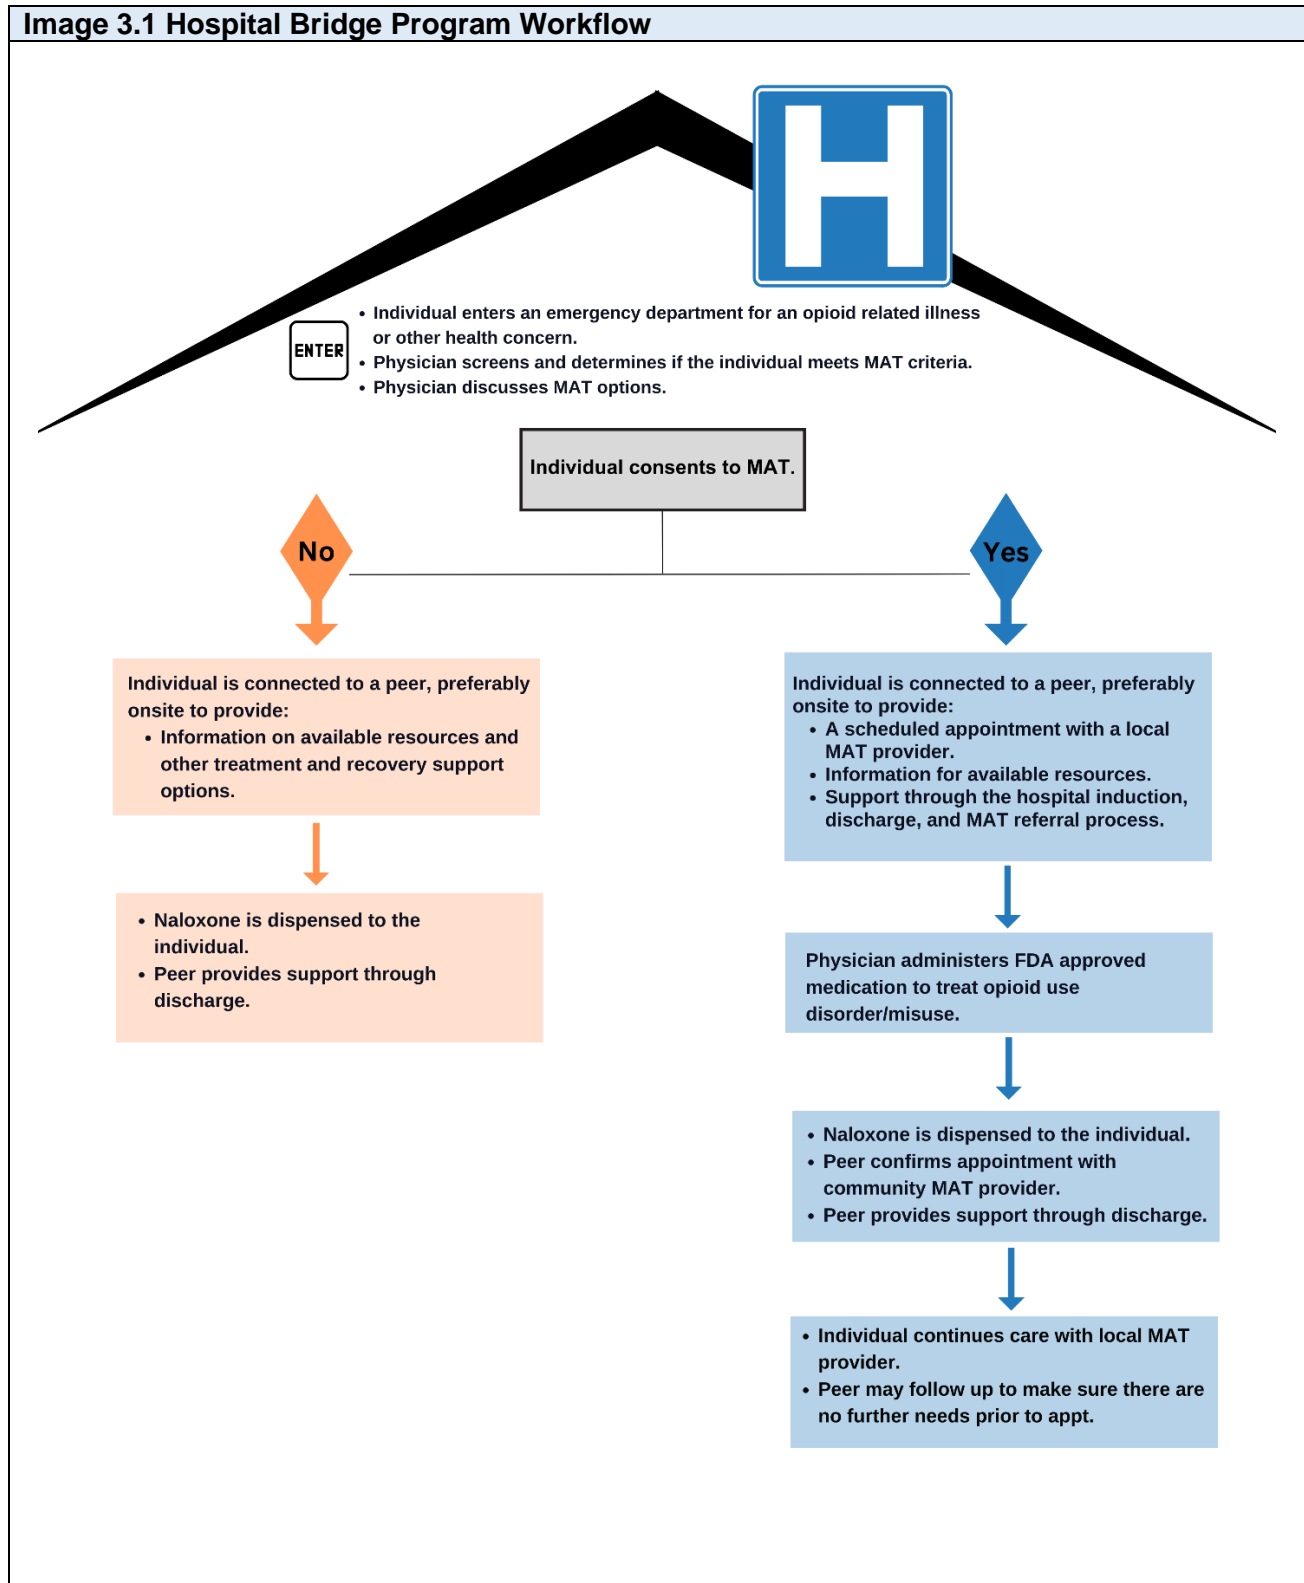 Image 3.1 Hospital Bridge Program Workflow
H
ENTER
• Individual enters an emergency department for an opioid related illness
or other health concern.
• Physician screens and determines if the individual meets MAT criteria.
• Physician discusses MAT options.
Individual consents to MAT.
No
Individual is connected to a peer, preferably
onsite to provide:
• Information on available resources and
other treatment and recovery support
options.
• Naloxone is dispensed to the
individual.
• Peer provides support through
discharge.
Yes
Individual is connected to a peer, preferably
onsite to provide:
• A scheduled appointment with a local
MAT provider.
• Information for available resources.
• Support through the hospital induction,
discharge, and MAT referral process.
Physician administers FDA approved
medication to treat opioid use
disorder/misuse.
• Naloxone is dispensed to the individual.
• Peer confirms appointment with
community MAT provider.
• Peer provides support through discharge.
• Individual continues care with local MAT
provider.
• Peer may follow up to make sure there are
no further needs prior to appt.